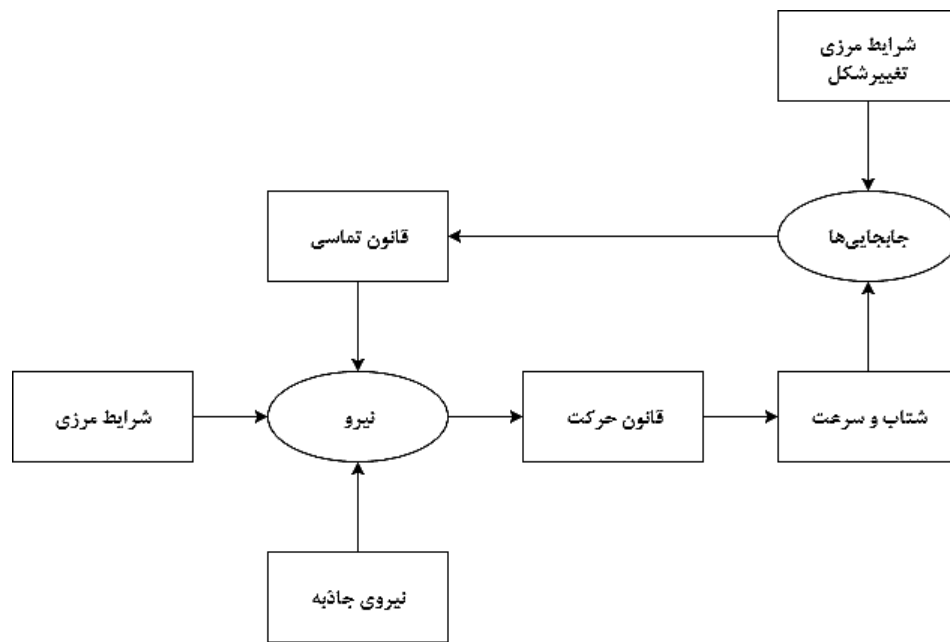 شرایط مرزی
تغییرشکل
قانون تماسی
جابجایی‌ها
شرایط مرزی
نیرو
قانون حرکت
شتاب و سرعت
نیروی جاذبه